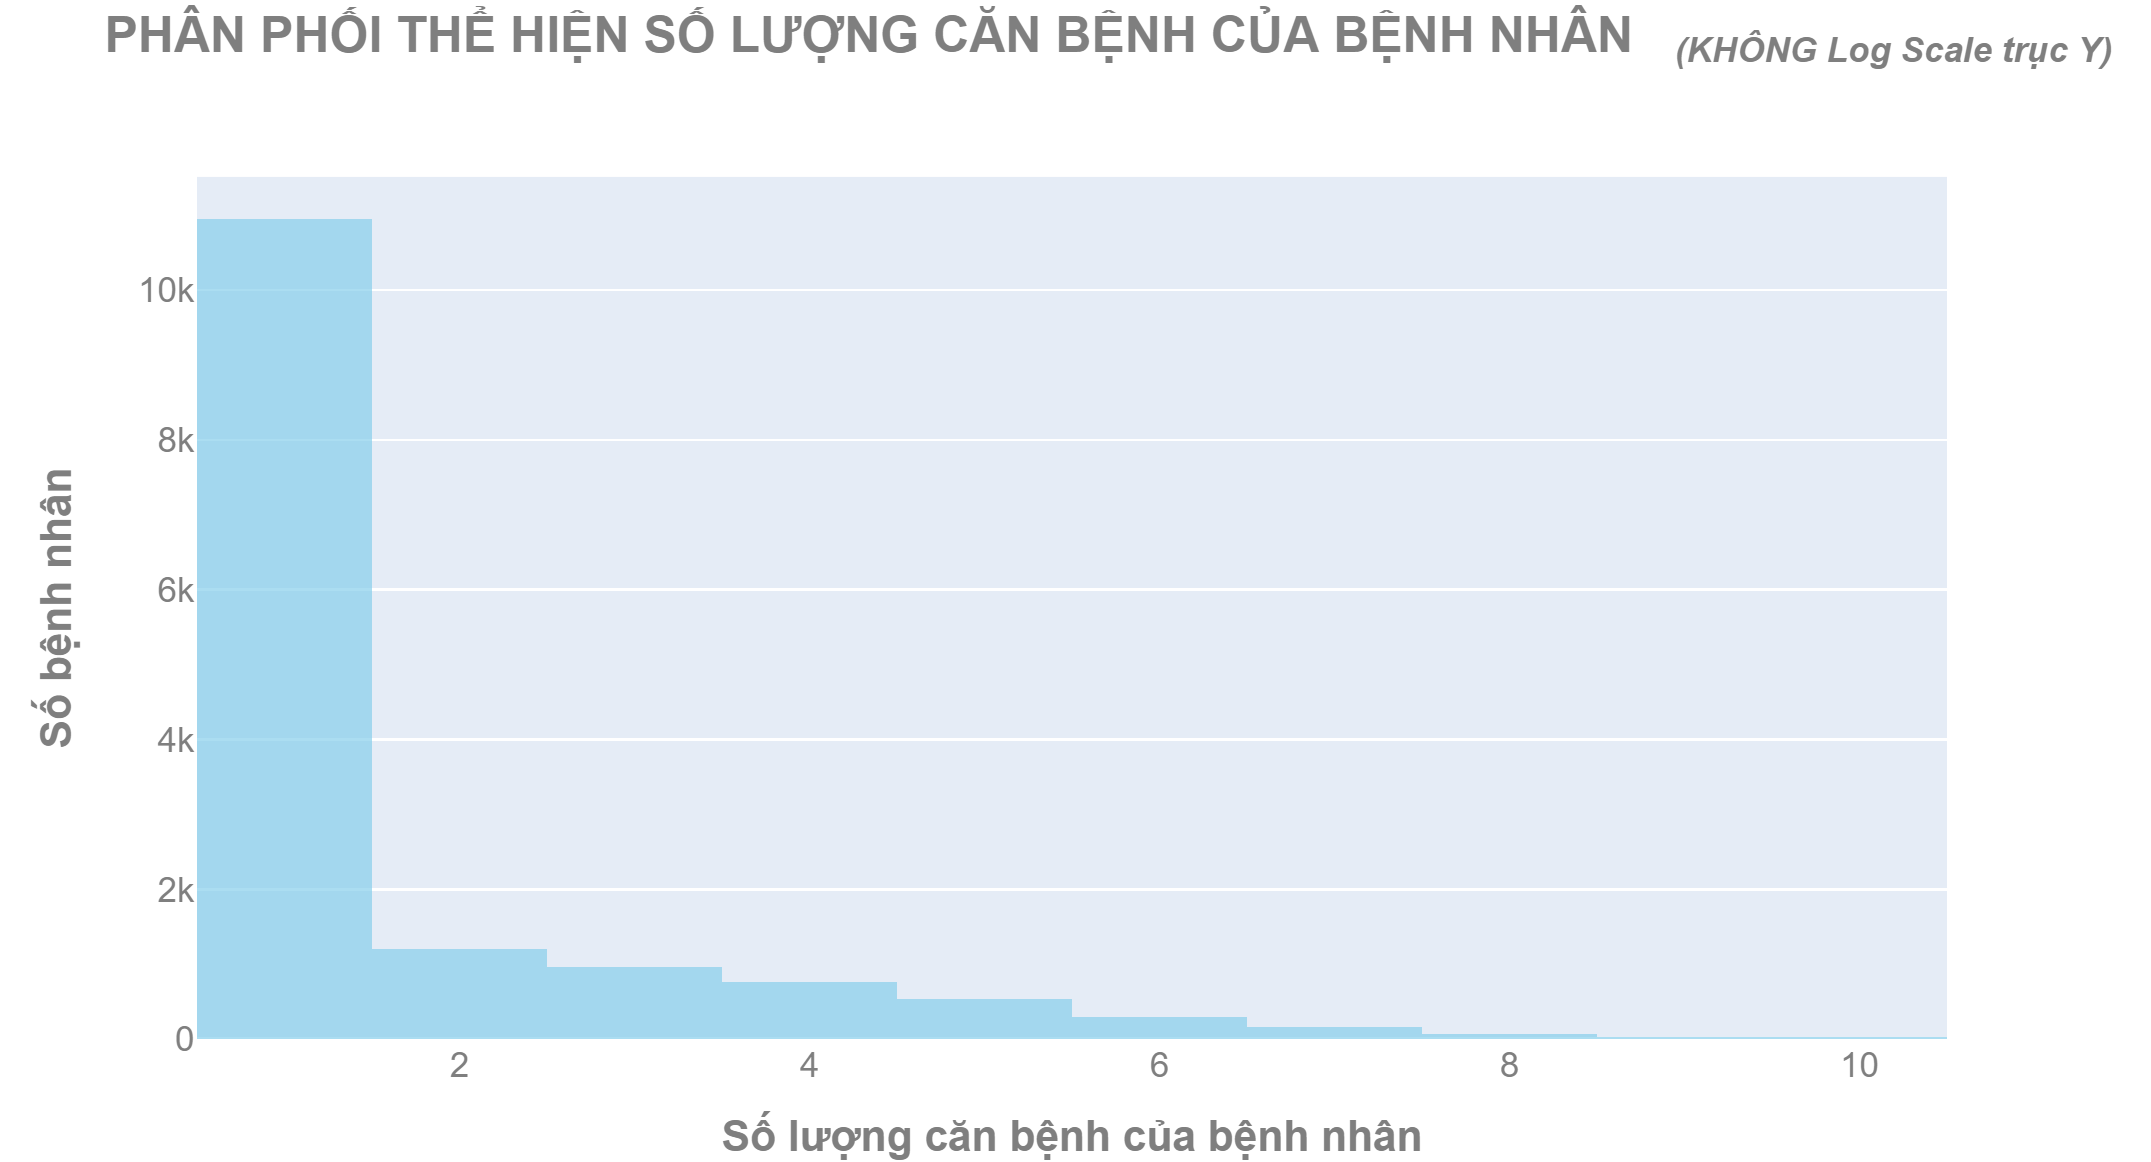 PHÂN PHỐI THỂ HIỆN SỐ LƯỢNG CĂN BỆNH CỦA BỆNH NHÂN (KHÔNG Log Scale trục Y)
10k
8k
6k
4k
2k
0
Số bệnh nhân
2 4 6 8 10
Số lượng căn bệnh của bệnh nhân